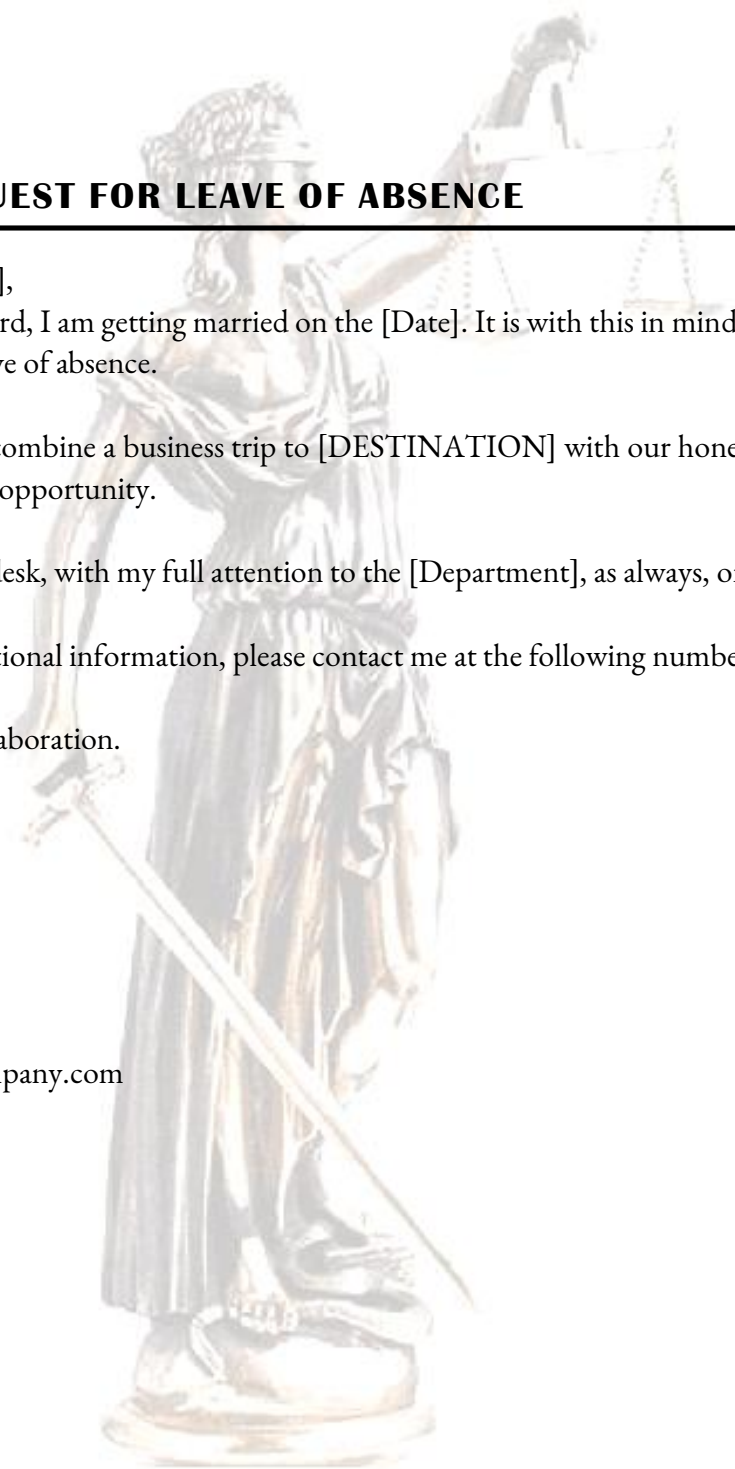 UEST FOR LEAVE OF ABSENCE
],
rd, I am getting married on the [Date]. It is with this in mind
ve of absence.
combine a business trip to [DESTINATION] with our hone
opportunity.
desk, with my full attention to the [Department], as always, o
tional information, please contact me at the following numbe
aboration.
pany.com